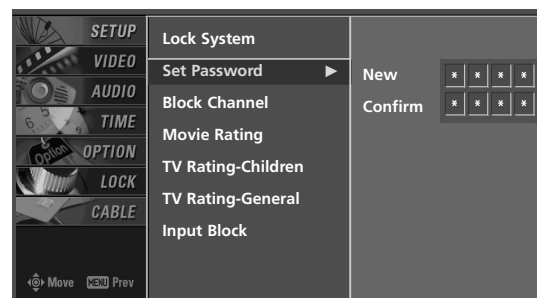 SETUP
VIDEO
AUDIO
TIME
OPTION
LOCK
CABLE
Move MENU Prev
Lock System
Set Password ►
Block Channel
Movie Rating
TV Rating-Children
TV Rating-General
Input Block
New * * * *
Confirm * * * *